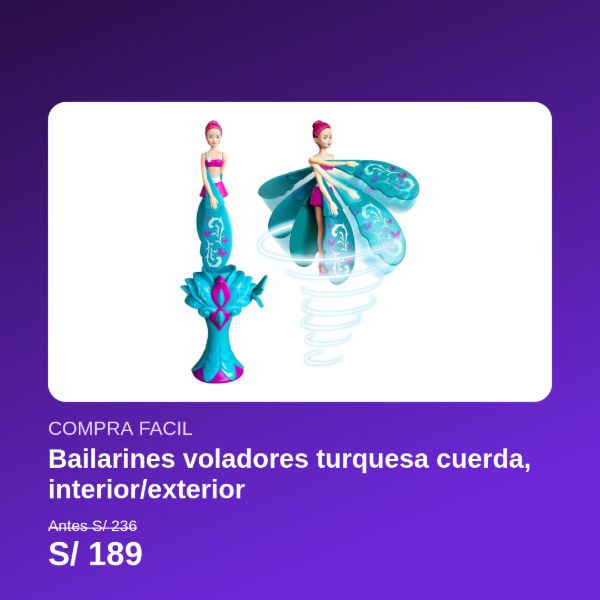 COMPRA FACIL
Bailarines voladores turquesa cuerda,
interior/exterior
Antes S/ 236
S/ 189